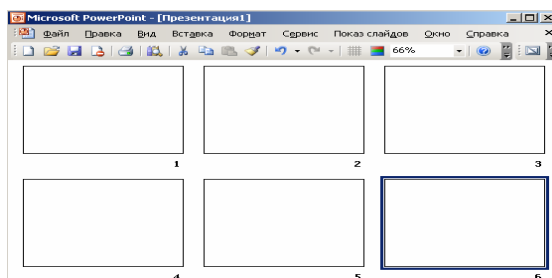 Microsoft PowerPoint - [Презентация1]
Файл Правка Вид Вставка Формат Сервис Показ слайдов Окно Справка
66%
1 2 3
4 5 6